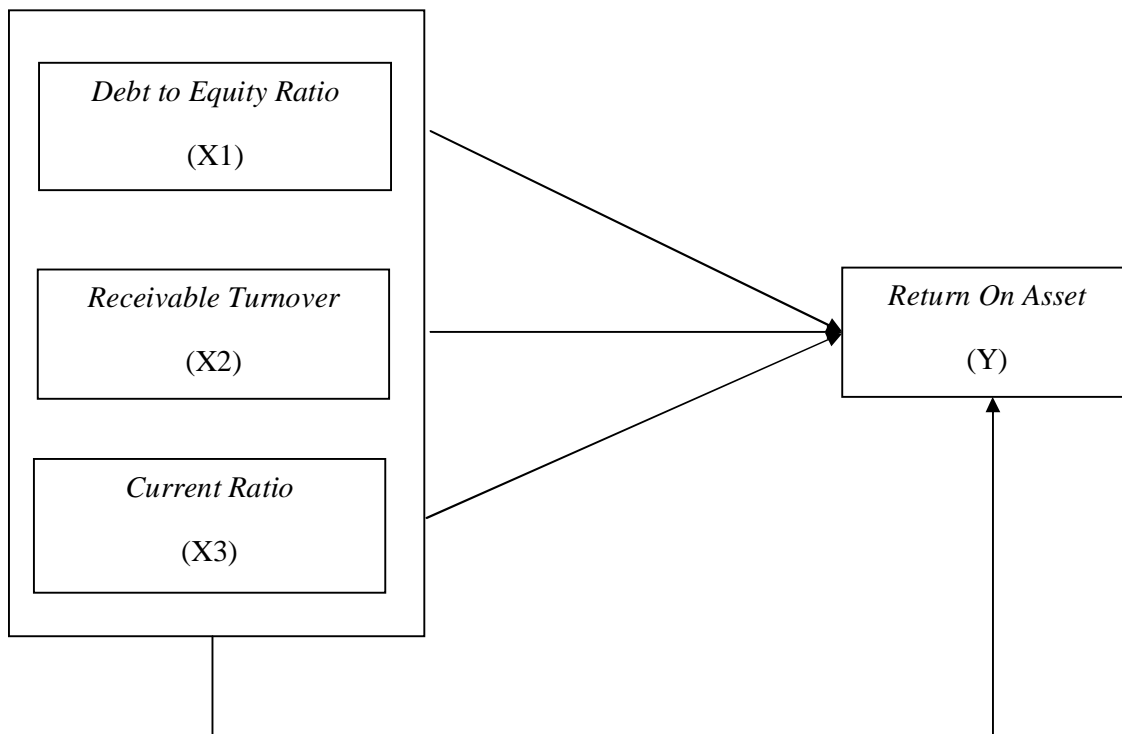 Debt to Equity Ratio
(X1)
Receivable Turnover
(X2)
Current Ratio
(X3)
Return On Asset
(Y)